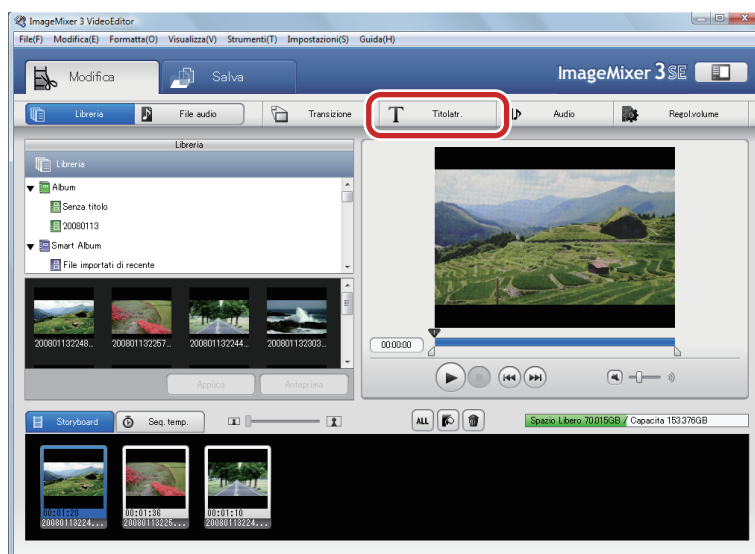 ImageMixer 3 VideoEditor
File(F) Modifica(E) Formatta(O) Visualizza(V) Strumenti(T) Impostazioni(S) Guida(H)
Modifica Salva ImageMixer 3 SE
Libreria File audio Transizione T Titolatr. Audio Regol.volume
Libreria
Libreria
Album
Senza titolo
20080113
Smart Album
File importati di recente
200801132248... 200801132257... 200801132244... 200801132303...
00:00:00
Applica Anteprima
Storyboard Seq. temp. ALL Spazio Libero 70.015GB / Capacita 153.376GB
00:01:20 00:01:36 00:01:10
20080113224... 20080113225... 20080113224...